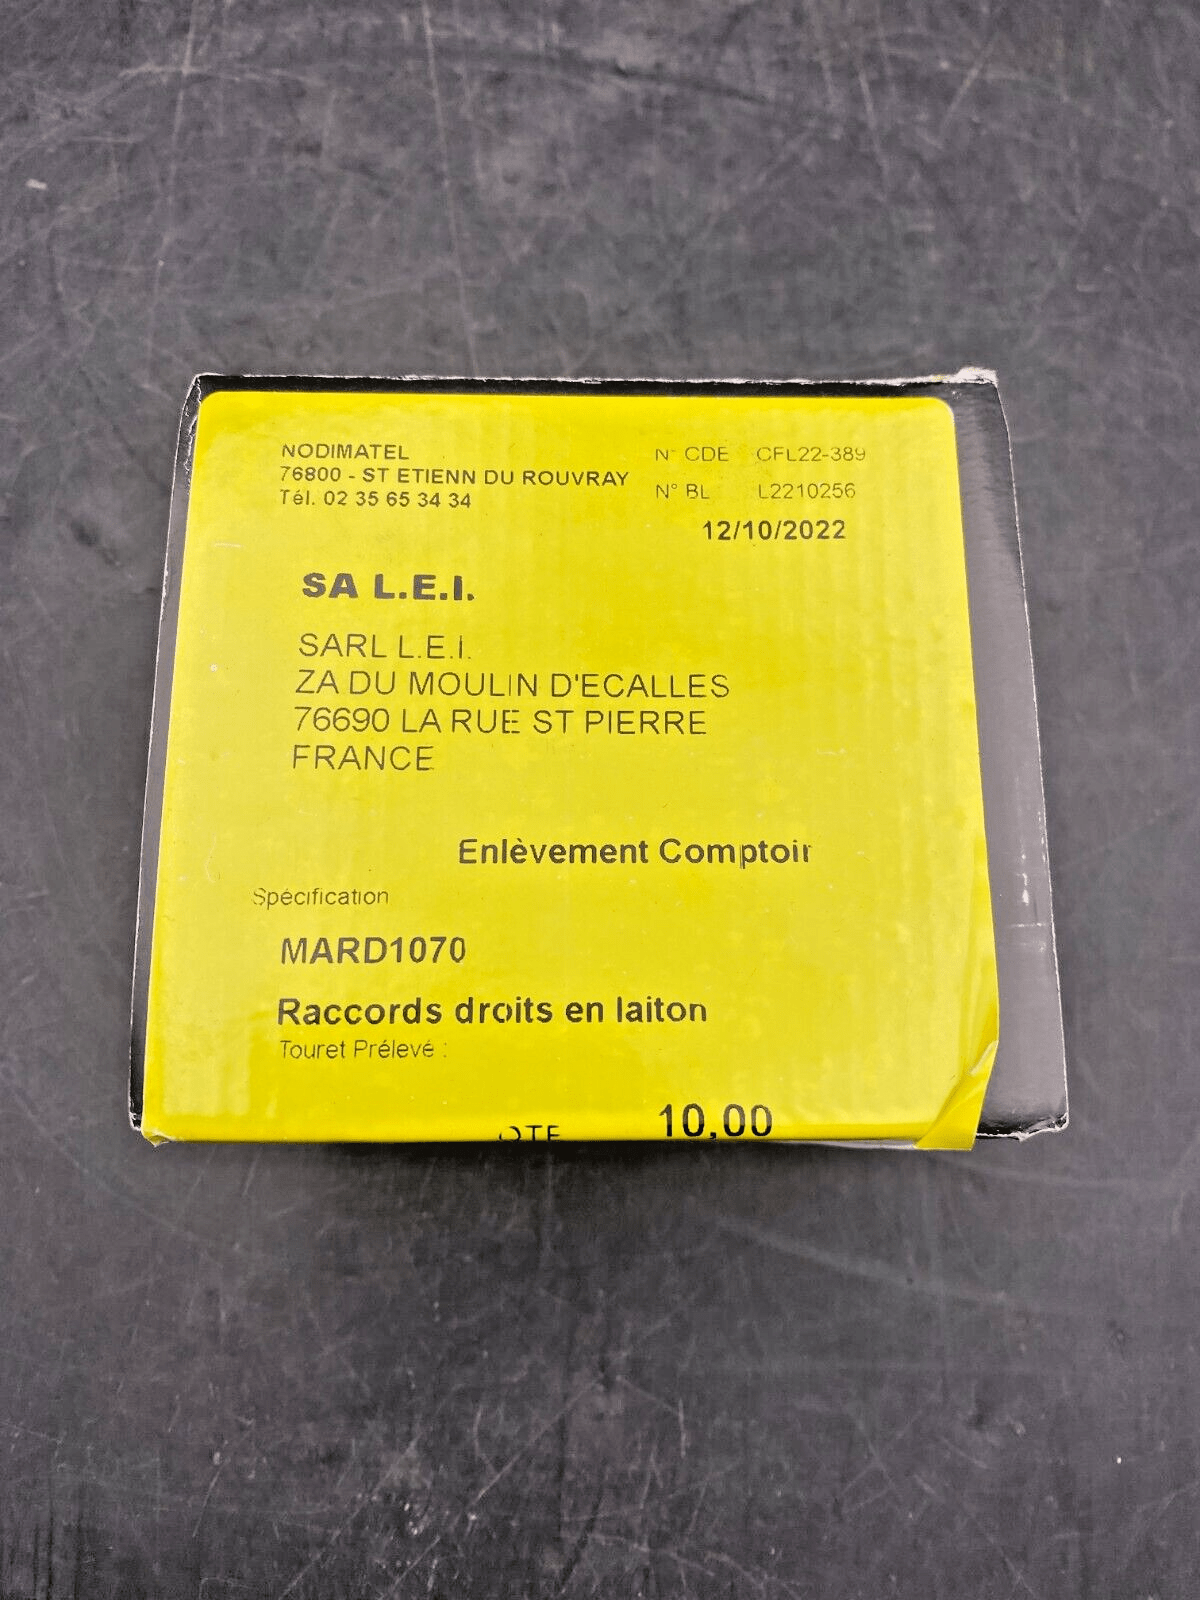 NODIMATEL
76800 - ST ETIENN DU ROUVRAY
Tél. 02 35 65 34 34
N° CDE CFL22-389
N° BL L2210256
12/10/2022
SA L.E.I.
SARL L.E.I.
ZA DU MOULIN D'ECALLES
76690 LA RUE ST PIERRE
FRANCE
Enlèvement Comptoir
Spécification
MARD1070
Raccords droits en laiton
Touret Prélevé :
QTE 10,00